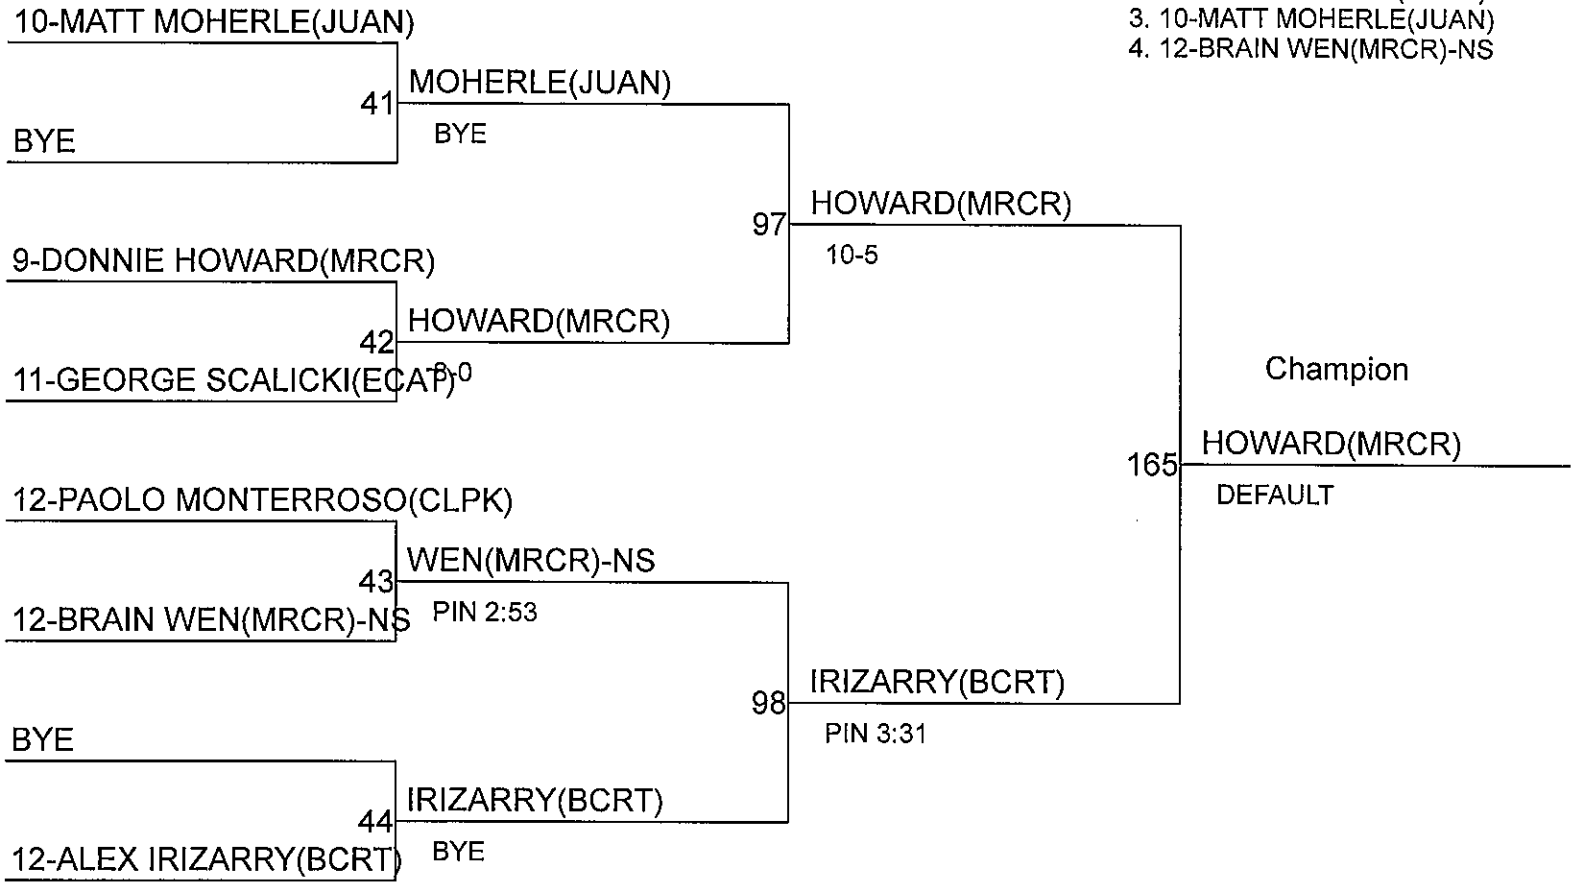 10-MATT MOHERLE(JUAN)
3. 10-MATT MOHERLE(JUAN)
4. 12-BRAIN WEN(MRCR)-NS
MOHERLE(JUAN)
41
BYE
BYE
HOWARD(MRCR)
97
10-5
9-DONNIE HOWARD(MRCR)
HOWARD(MRCR)
42
11-GEORGE SCALICKI(ECAT)
8-0
Champion
HOWARD(MRCR)
165
DEFAULT
12-PAOLO MONTERROSO(CLPK)
WEN(MRCR)-NS
43
PIN 2:53
12-BRAIN WEN(MRCR)-NS
IRIZARRY(BCRT)
98
PIN 3:31
BYE
IRIZARRY(BCRT)
44
BYE
12-ALEX IRIZARRY(BCRT)